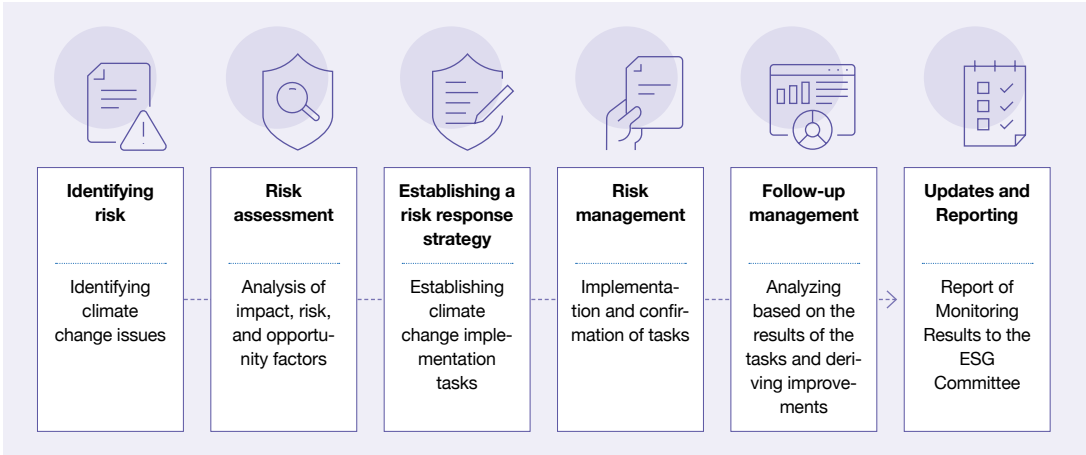 Identifying
risk
Identifying
climate
change issues
Risk
assessment
Analysis of
impact, risk,
and opportu-
nity factors
Establishing a
risk response
strategy
Establishing
climate
change imple-
mentation
tasks
Risk
management
Implementa-
tion and confir-
mation of tasks
Follow-up
management
Analyzing
based on the
results of the
tasks and deri-
ving improve-
ments
Updates and
Reporting
Report of
Monitoring
Results to the
ESG
Committee